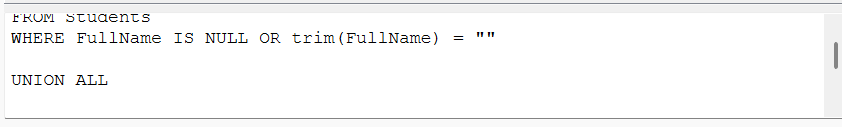 FROM Students
WHERE FullName IS NULL OR trim(FullName) = ""
UNION ALL